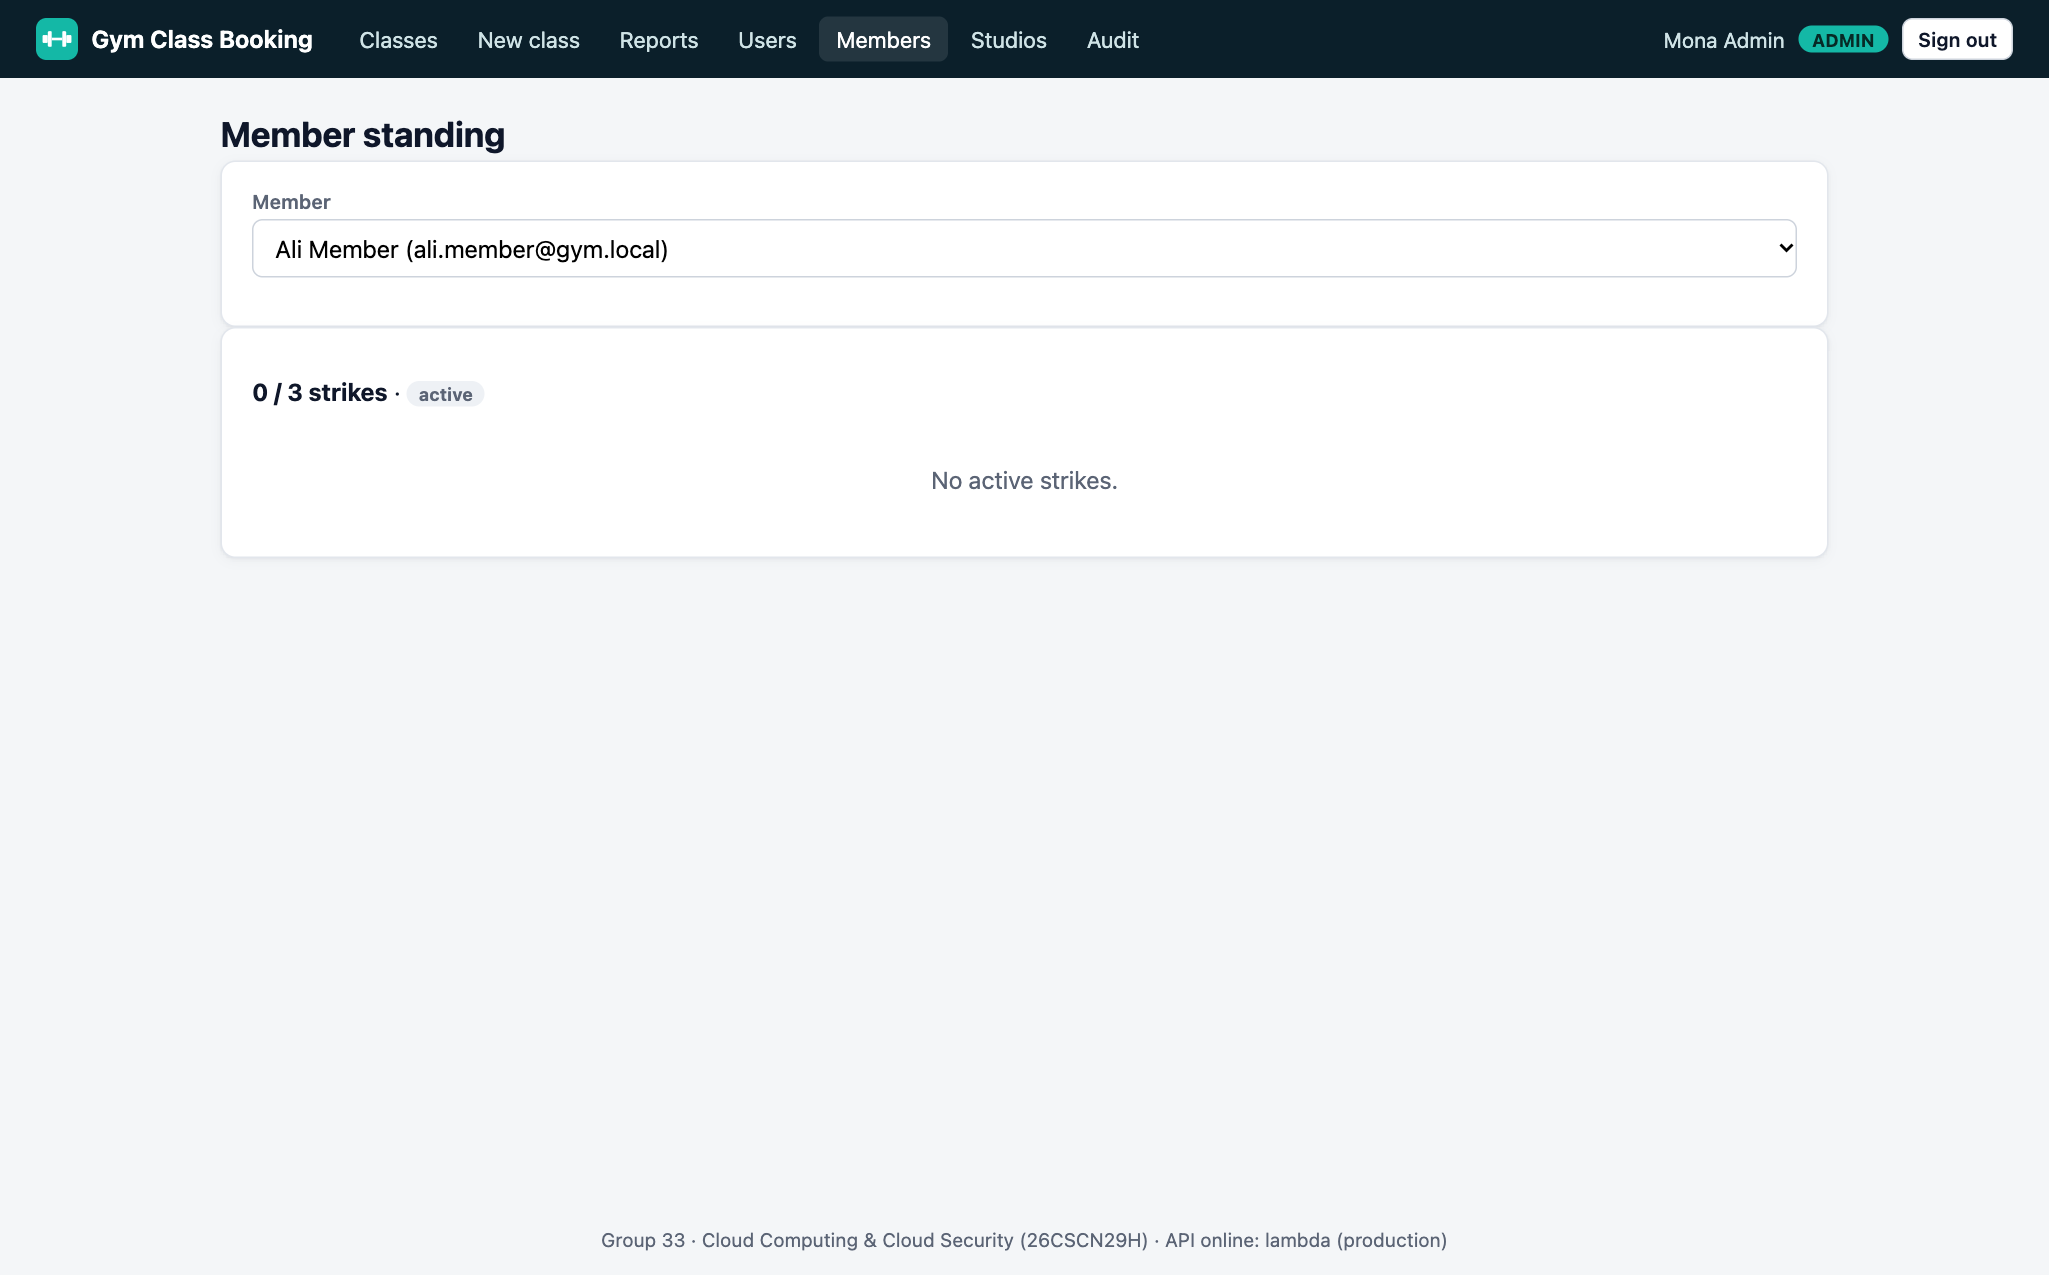 Gym Class Booking Classes New class Reports Users Members Studios Audit Mona Admin ADMIN Sign out
Member standing
Member
Ali Member (ali.member@gym.local)
0 / 3 strikes · active
No active strikes.
Group 33 · Cloud Computing & Cloud Security (26CSCN29H) · API online: lambda (production)